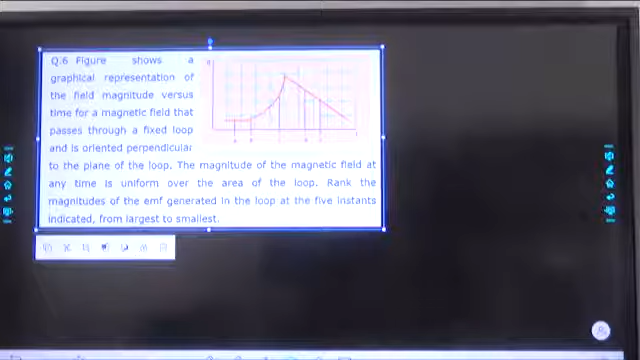 Q.6 Figure shows a
graphical representation of
the field magnitude versus
time for a magnetic field that
passes through a fixed loop
and is oriented perpendicular
to the plane of the loop. The magnitude of the magnetic field at
any time is uniform over the area of the loop. Rank the
magnitudes of the emf generated in the loop at the five instants
indicated, from largest to smallest.